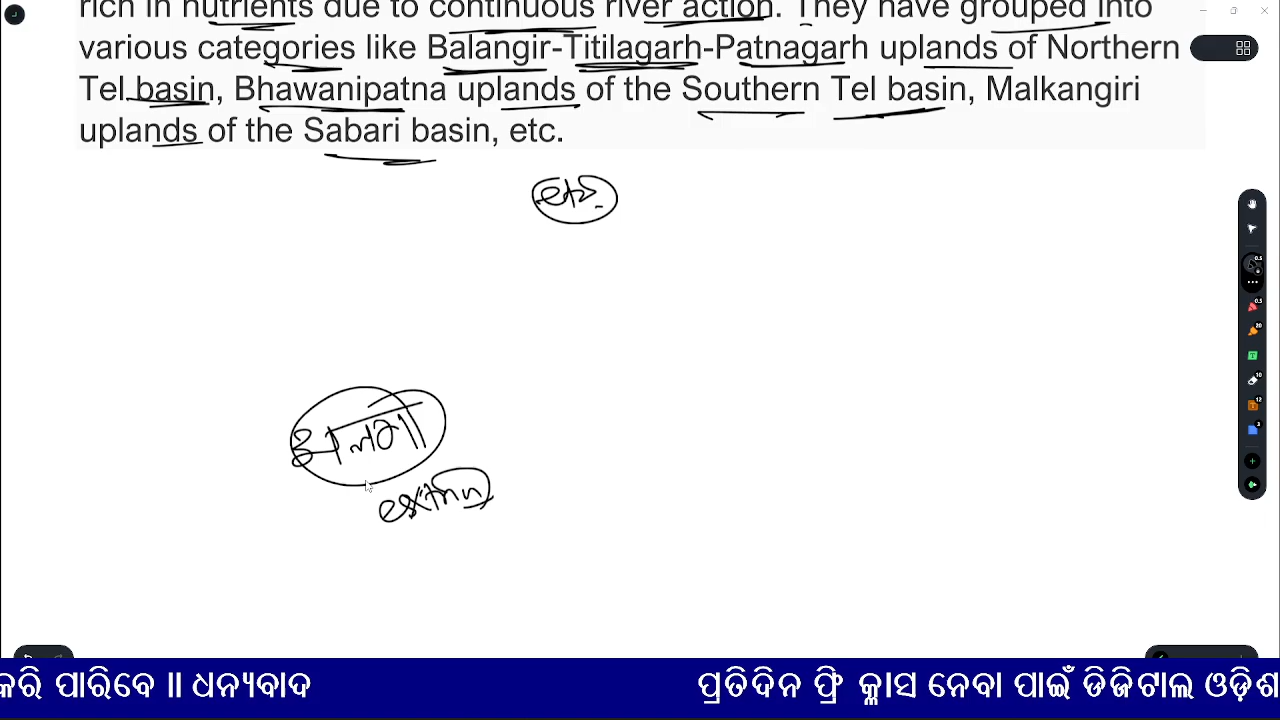 rich in nutrients due to continuous river action. They have grouped into
various categories like Balangir-Titilagarh-Patnagarh uplands of Northern
Tel basin, Bhawanipatna uplands of the Southern Tel basin, Malkangiri
uplands of the Sabari basin, etc.
etc.
କରି ପାରିବେ ॥ ଧନ୍ୟବାଦ ପ୍ରତିଦିନ ଫ୍ରି କ୍ଳାସ ନେବା ପାଇଁ ଡିଜିଟାଲ ଓଡ଼ିଶ